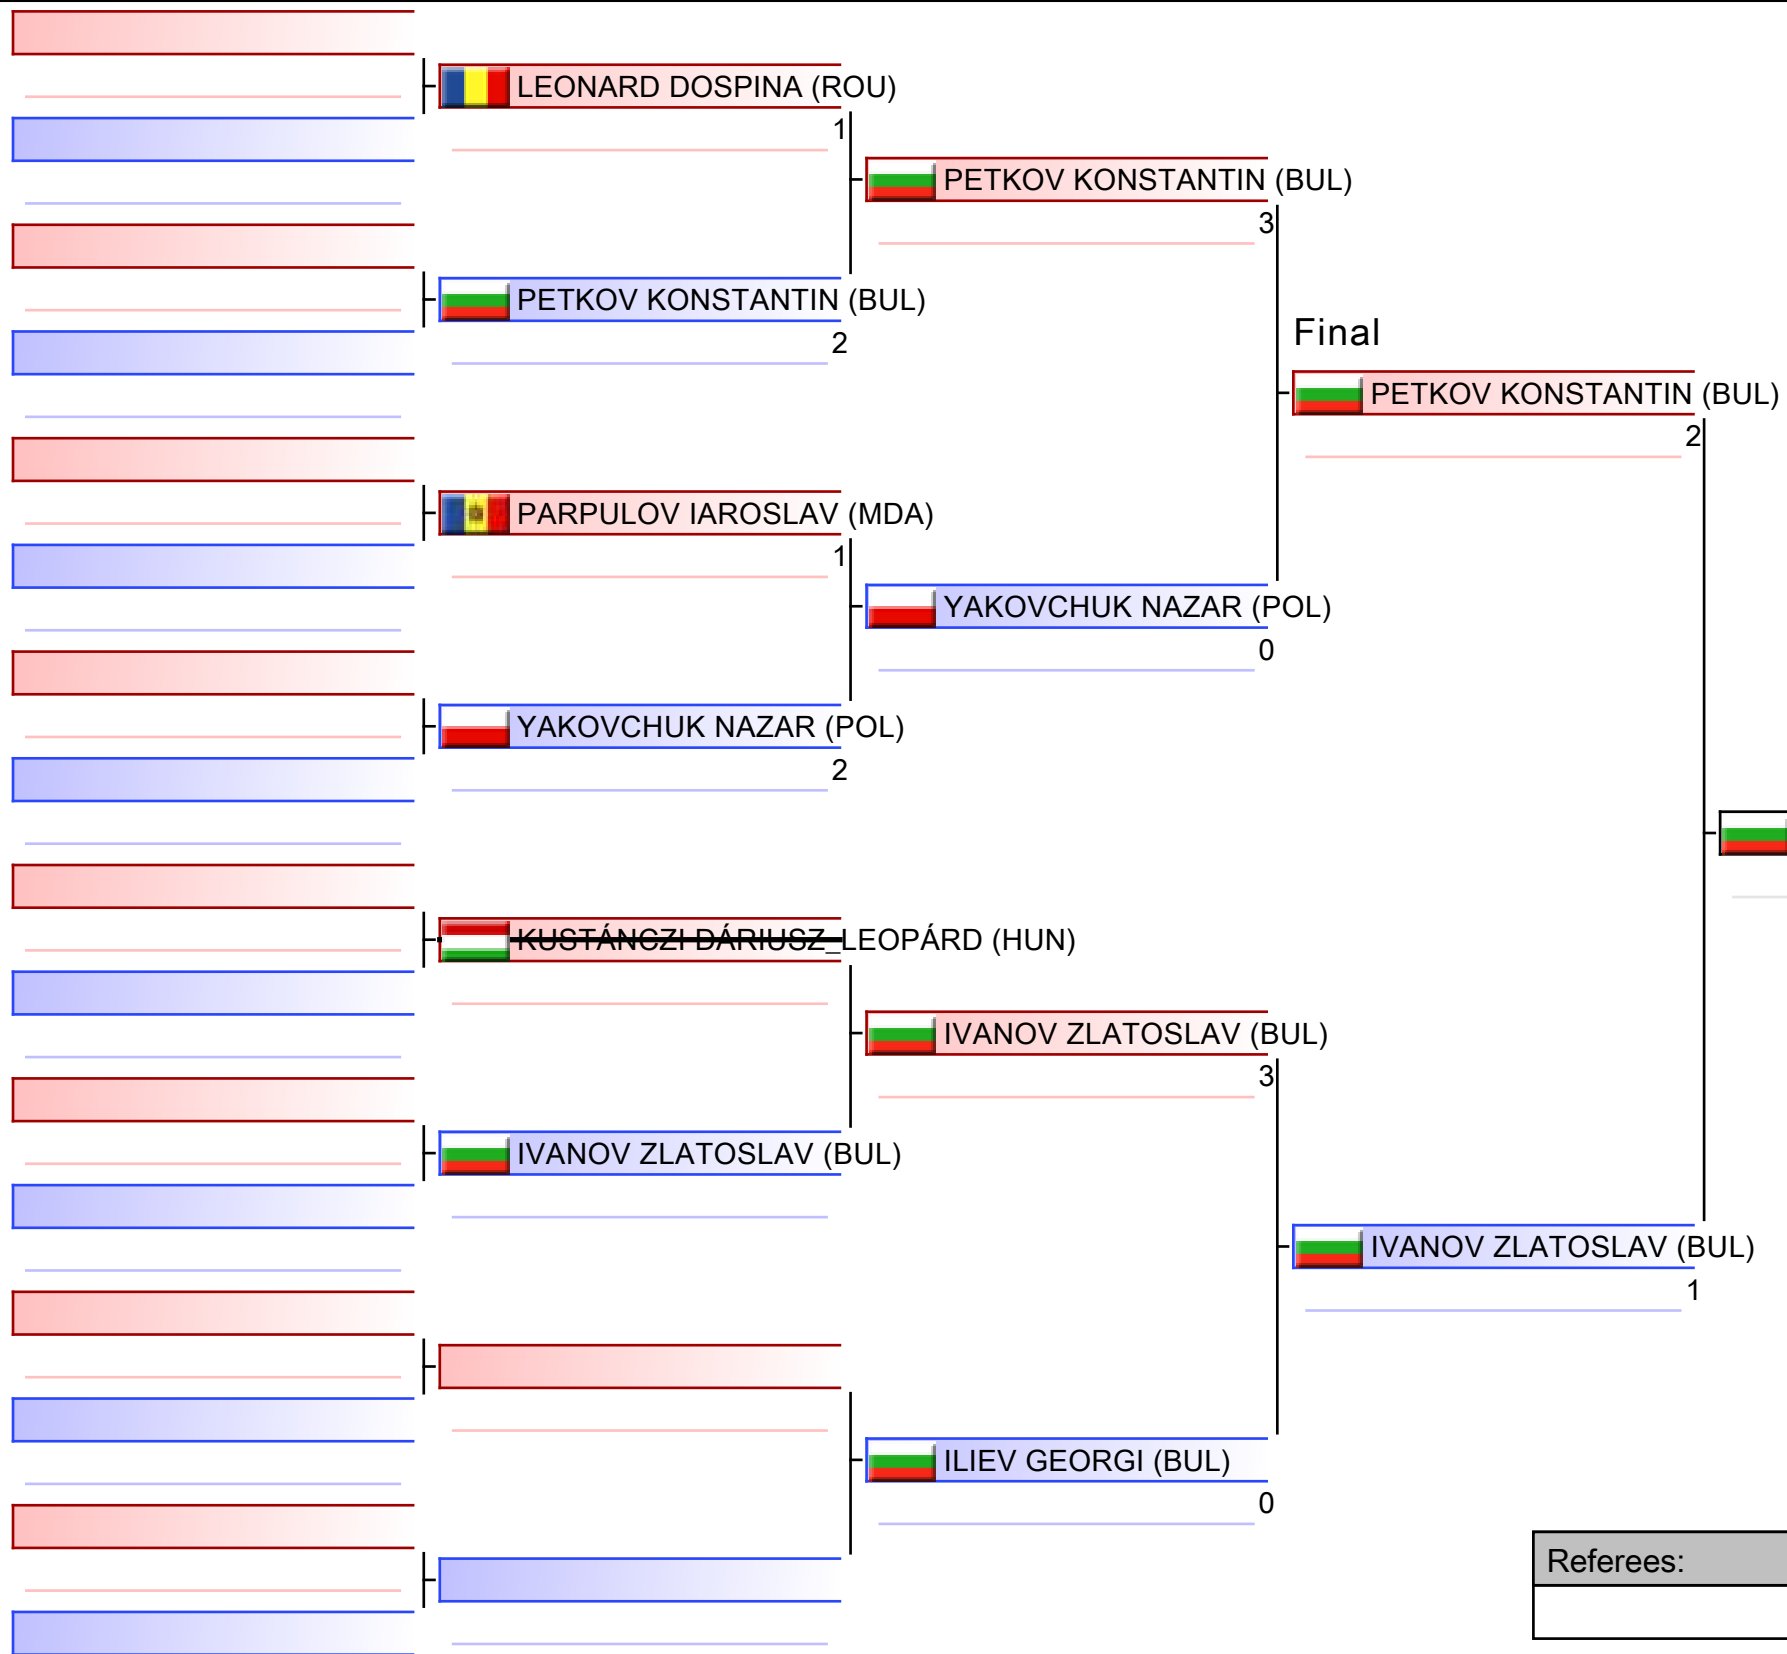 LEONARD DOSPINA (ROU)
1
PETKOV KONSTANTIN (BUL)
3
PETKOV KONSTANTIN (BUL)
2
Final
PETKOV KONSTANTIN (BUL)
2
PARPULOV IAROSLAV (MDA)
1
YAKOVCHUK NAZAR (POL)
0
YAKOVCHUK NAZAR (POL)
2
KUSTÁNCZI DÁRIUSZ_LEOPÁRD (HUN)
IVANOV ZLATOSLAV (BUL)
3
IVANOV ZLATOSLAV (BUL)
IVANOV ZLATOSLAV (BUL)
1
ILIEV GEORGI (BUL)
0
Referees: